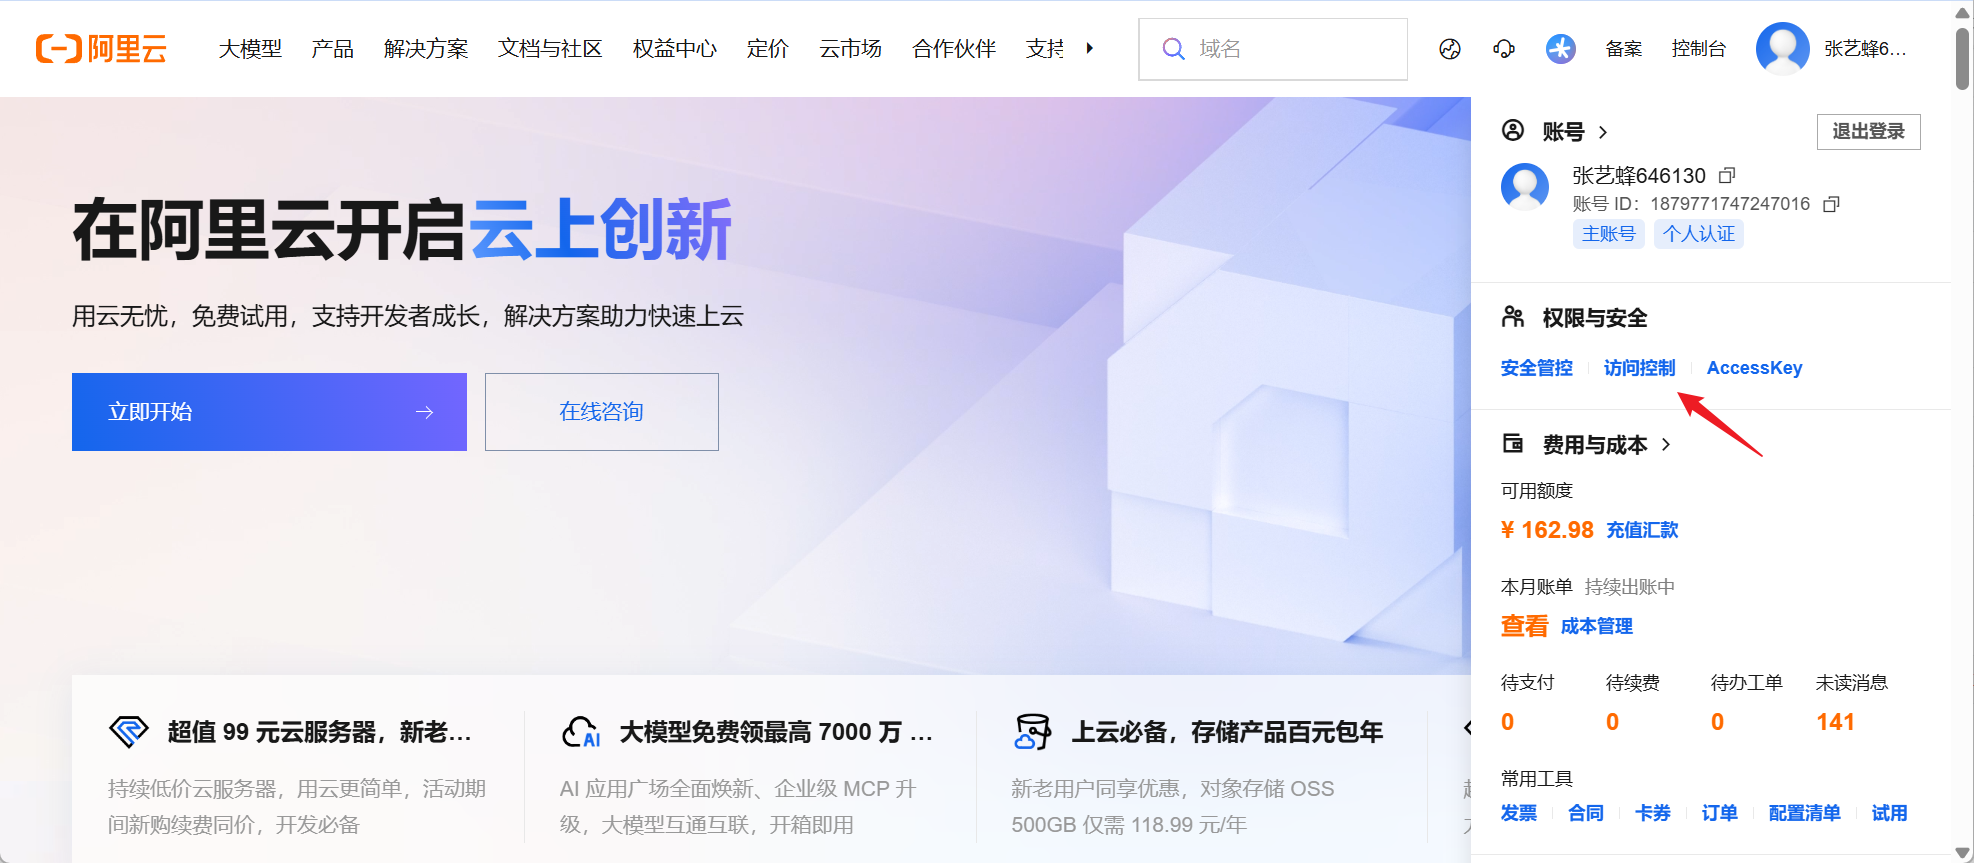 阿里云
大模型 产品 解决方案 文档与社区 权益中心 定价 云市场 合作伙伴 支持
域名
备案 控制台 张艺蜂6...
在阿里云开启云上创新
用云无忧，免费试用，支持开发者成长，解决方案助力快速上云
立即开始 →
在线咨询
超值 99 元云服务器，新老...
持续低价云服务器，用云更简单，活动期
间新购续费同价，开发必备
大模型免费领最高 7000 万 ...
AI 应用广场全面焕新、企业级 MCP 升
级，大模型互通互联，开箱即用
上云必备，存储产品百元包年
新老用户同享优惠，对象存储 OSS
500GB 仅需 118.99 元/年
账号 >
退出登录
张艺蜂646130
账号 ID：1879771747247016
主账号 个人认证
权限与安全
安全管控 访问控制 AccessKey
费用与成本 >
可用额度
¥ 162.98 充值汇款
本月账单 持续出账中
查看 成本管理
待支付 待续费 待办工单 未读消息
0 0 0 141
常用工具
发票 合同 卡券 订单 配置清单 试用